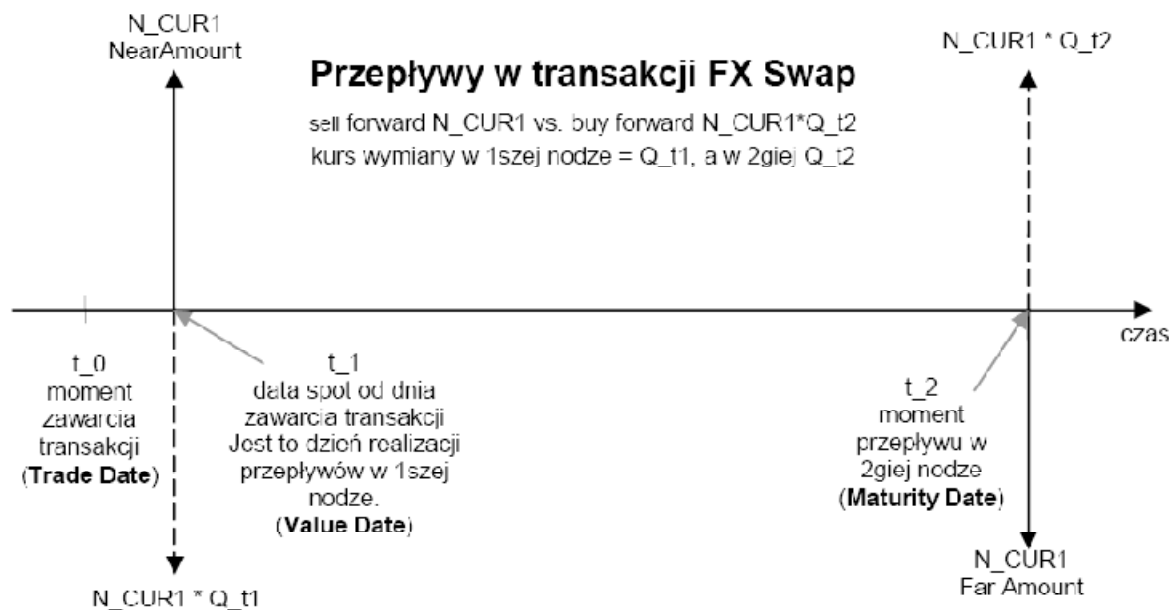 N_CUR1
NearAmount
N_CUR1 * Q_t2
Przepływy w transakcji FX Swap
sell forward N_CUR1 vs. buy forward N_CUR1*Q_t2
kurs wymiany w 1szej nodze = Q_t1, a w 2giej Q_t2
czas
t_0
moment
zawarcia
transakcji
(Trade Date)
t_1
data spot od dnia
zawarcia transakcji
Jest to dzień realizacji
przepływów w 1szej
nodze.
(Value Date)
t_2
moment
przepływu w
2giej nodze
(Maturity Date)
N_CUR1 * Q_t1
N_CUR1
Far Amount